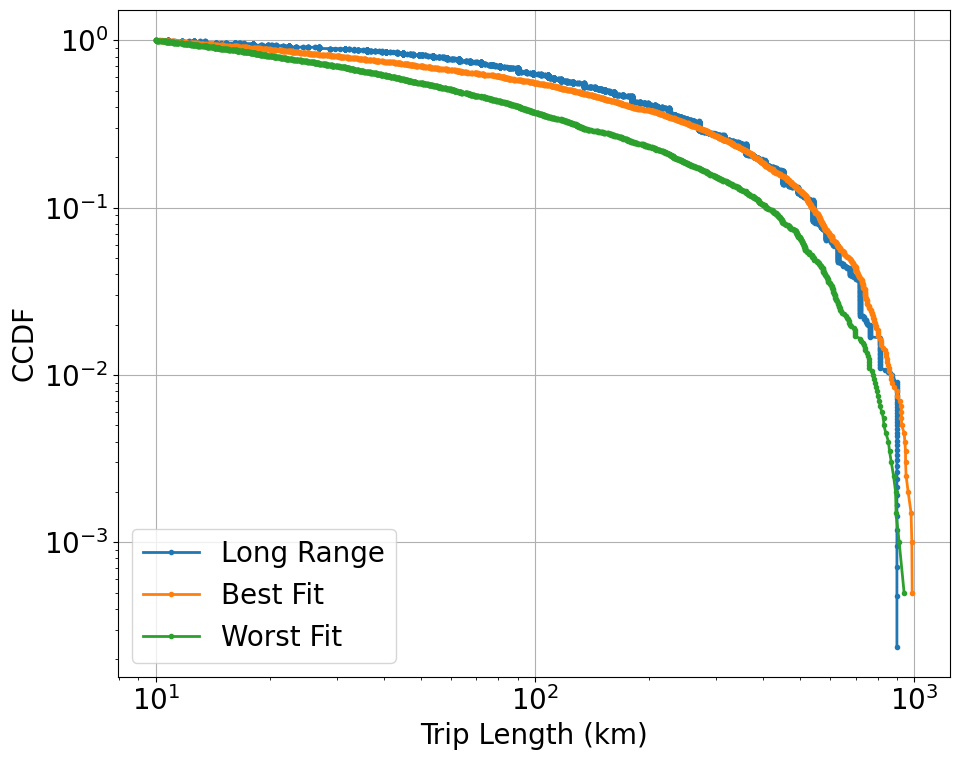 CCDF
10⁰
10⁻¹
10⁻²
10⁻³
Long Range
Best Fit
Worst Fit
10¹
10²
10³
Trip Length (km)